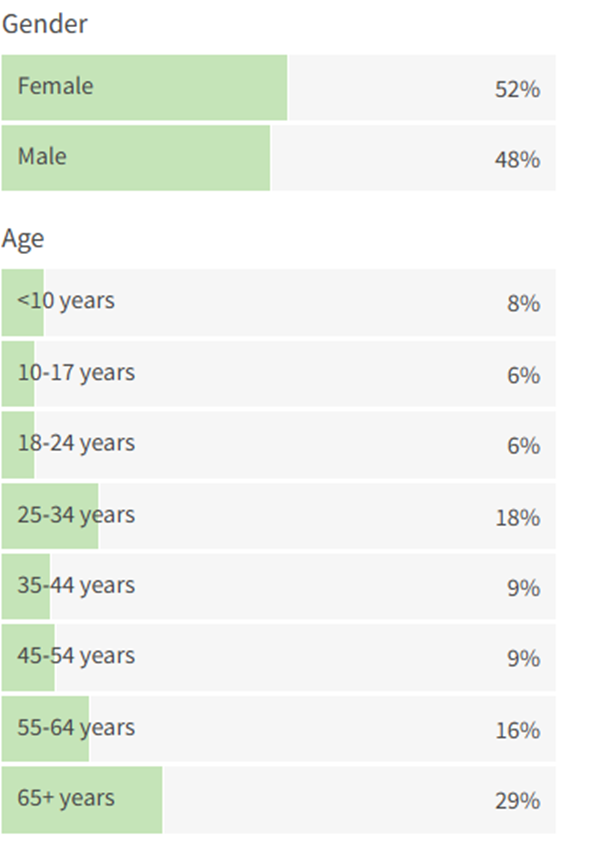 Gender
Female 52%
Male 48%
Age
<10 years 8%
10-17 years 6%
18-24 years 6%
25-34 years 18%
35-44 years 9%
45-54 years 9%
55-64 years 16%
65+ years 29%